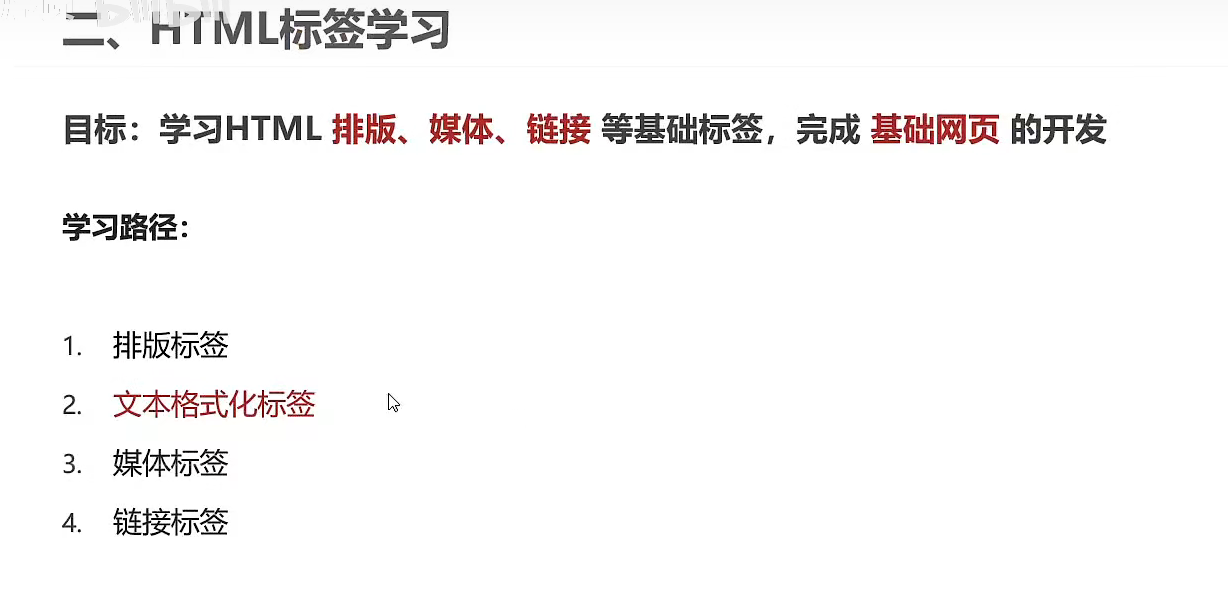 二、HTML标签学习
目标：学习HTML 排版、媒体、链接 等基础标签，完成 基础网页 的开发
学习路径：
1. 排版标签
2. 文本格式化标签
3. 媒体标签
4. 链接标签